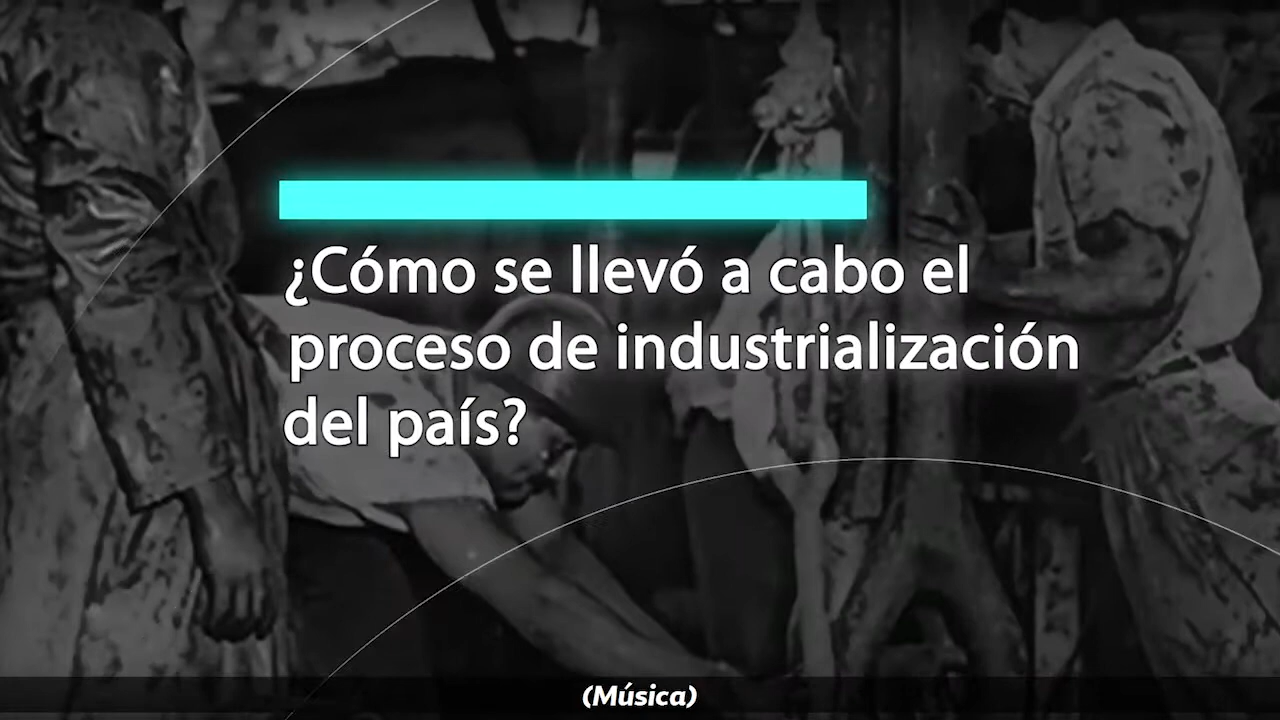 ¿Cómo se llevó a cabo el
proceso de industrialización
del país?
(Música)